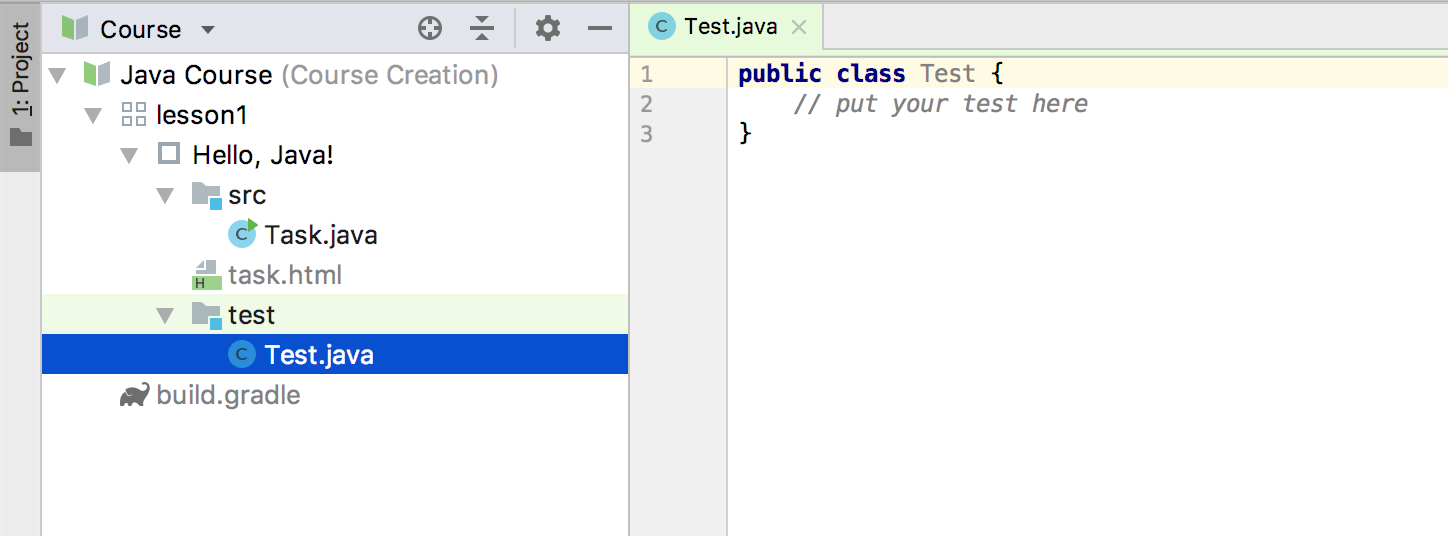 1: Project
Course
Java Course (Course Creation)
lesson1
Hello, Java!
src
C Task.java
H task.html
test
C Test.java
build.gradle
C Test.java
1 public class Test {
2 // put your test here
3 }